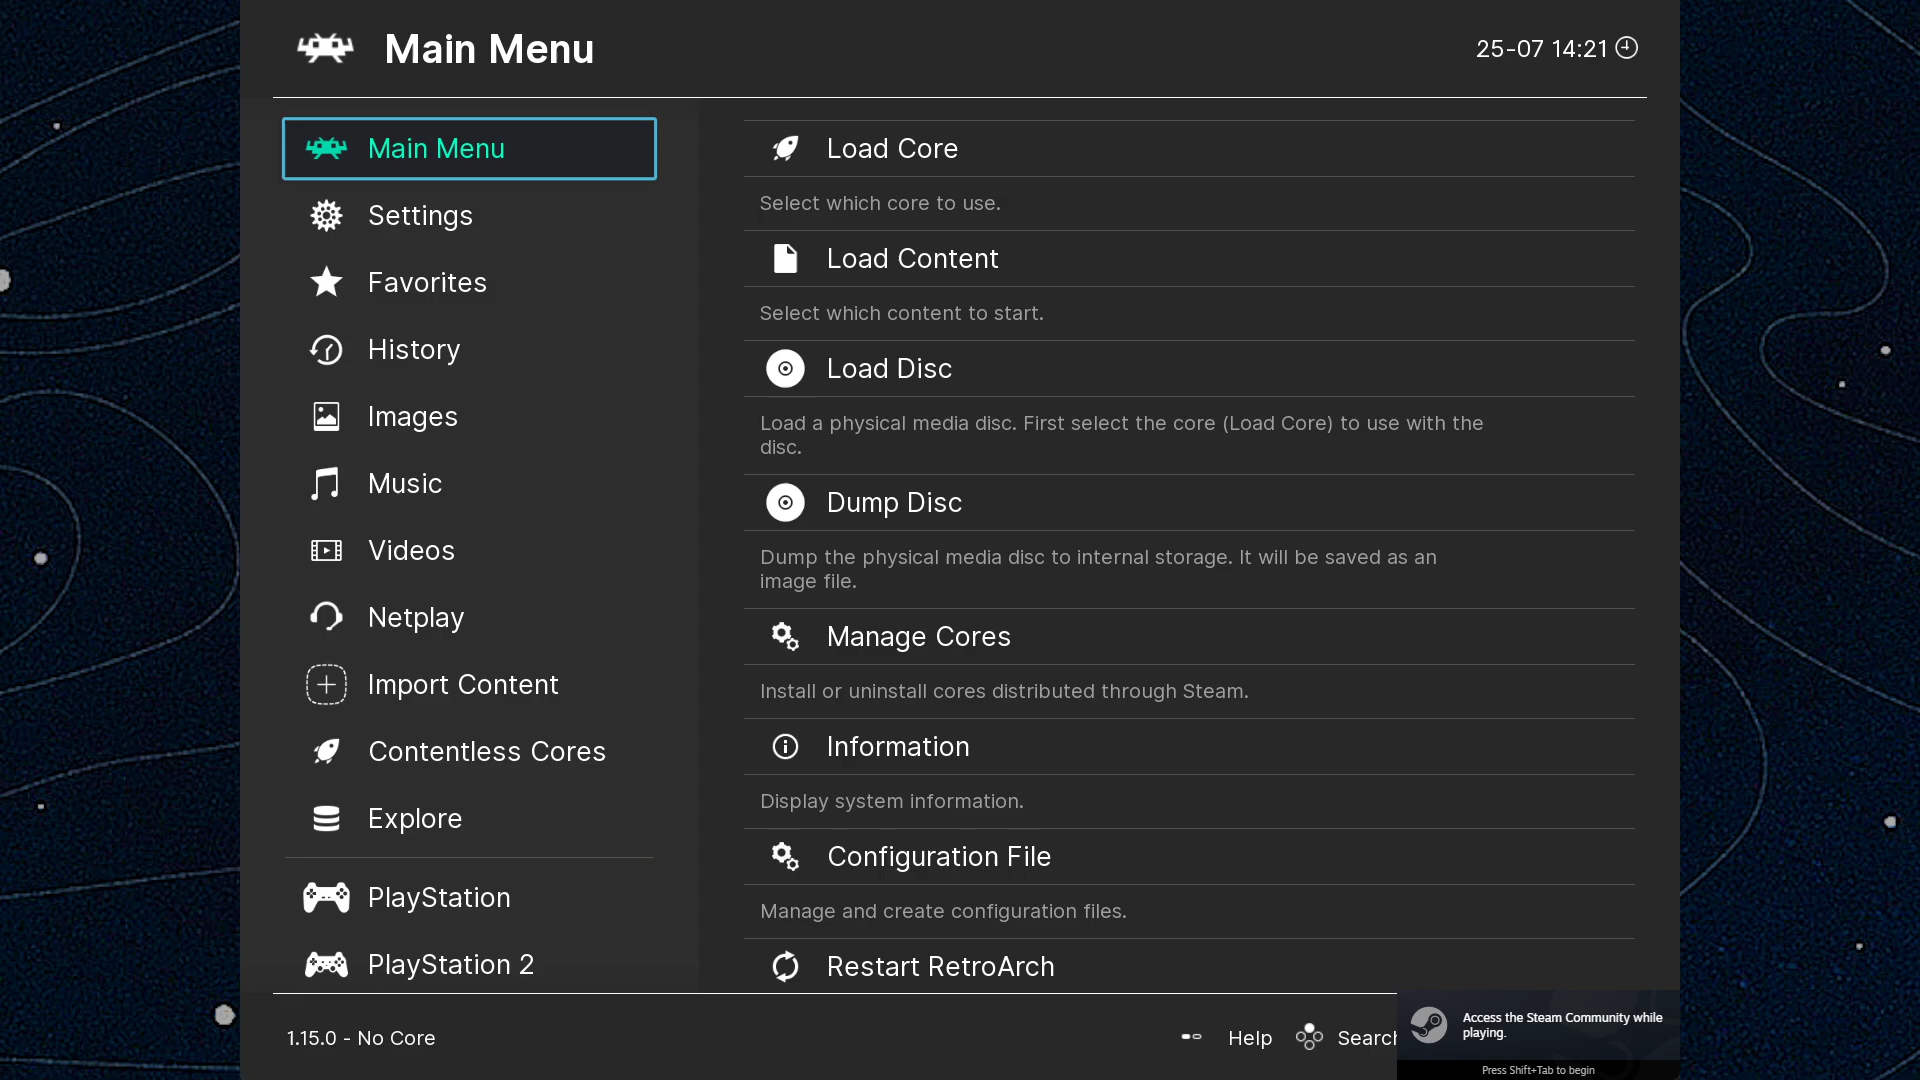 Main Menu
25-07 14:21
Main Menu
Settings
Favorites
History
Images
Music
Videos
Netplay
Import Content
Contentless Cores
Explore
PlayStation
PlayStation 2
Load Core
Select which core to use.
Load Content
Select which content to start.
Load Disc
Load a physical media disc. First select the core (Load Core) to use with the
disc.
Dump Disc
Dump the physical media disc to internal storage. It will be saved as an
image file.
Manage Cores
Install or uninstall cores distributed through Steam.
Information
Display system information.
Configuration File
Manage and create configuration files.
Restart RetroArch
1.15.0 - No Core
Help
Search
Access the Steam Community while
playing.
Press Shift+Tab to begin